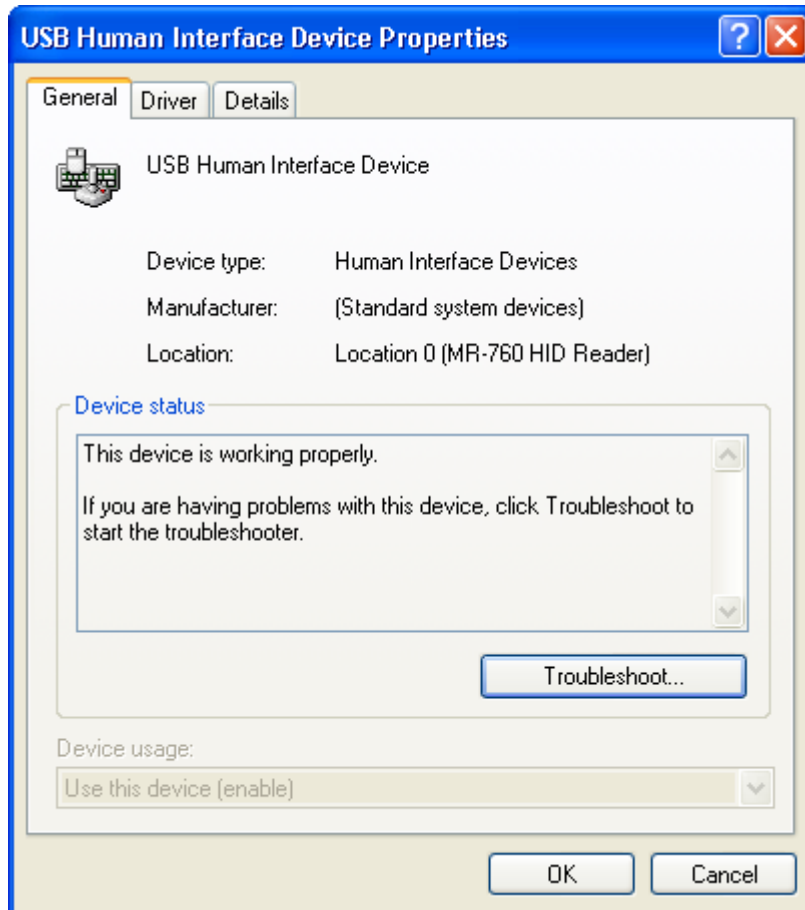 USB Human Interface Device Properties
General Driver Details
USB Human Interface Device
Device type: Human Interface Devices
Manufacturer: (Standard system devices)
Location: Location 0 (MR-760 HID Reader)
Device status
This device is working properly.
If you are having problems with this device, click Troubleshoot to
start the troubleshooter.
Troubleshoot...
Device usage:
Use this device (enable)
OK Cancel